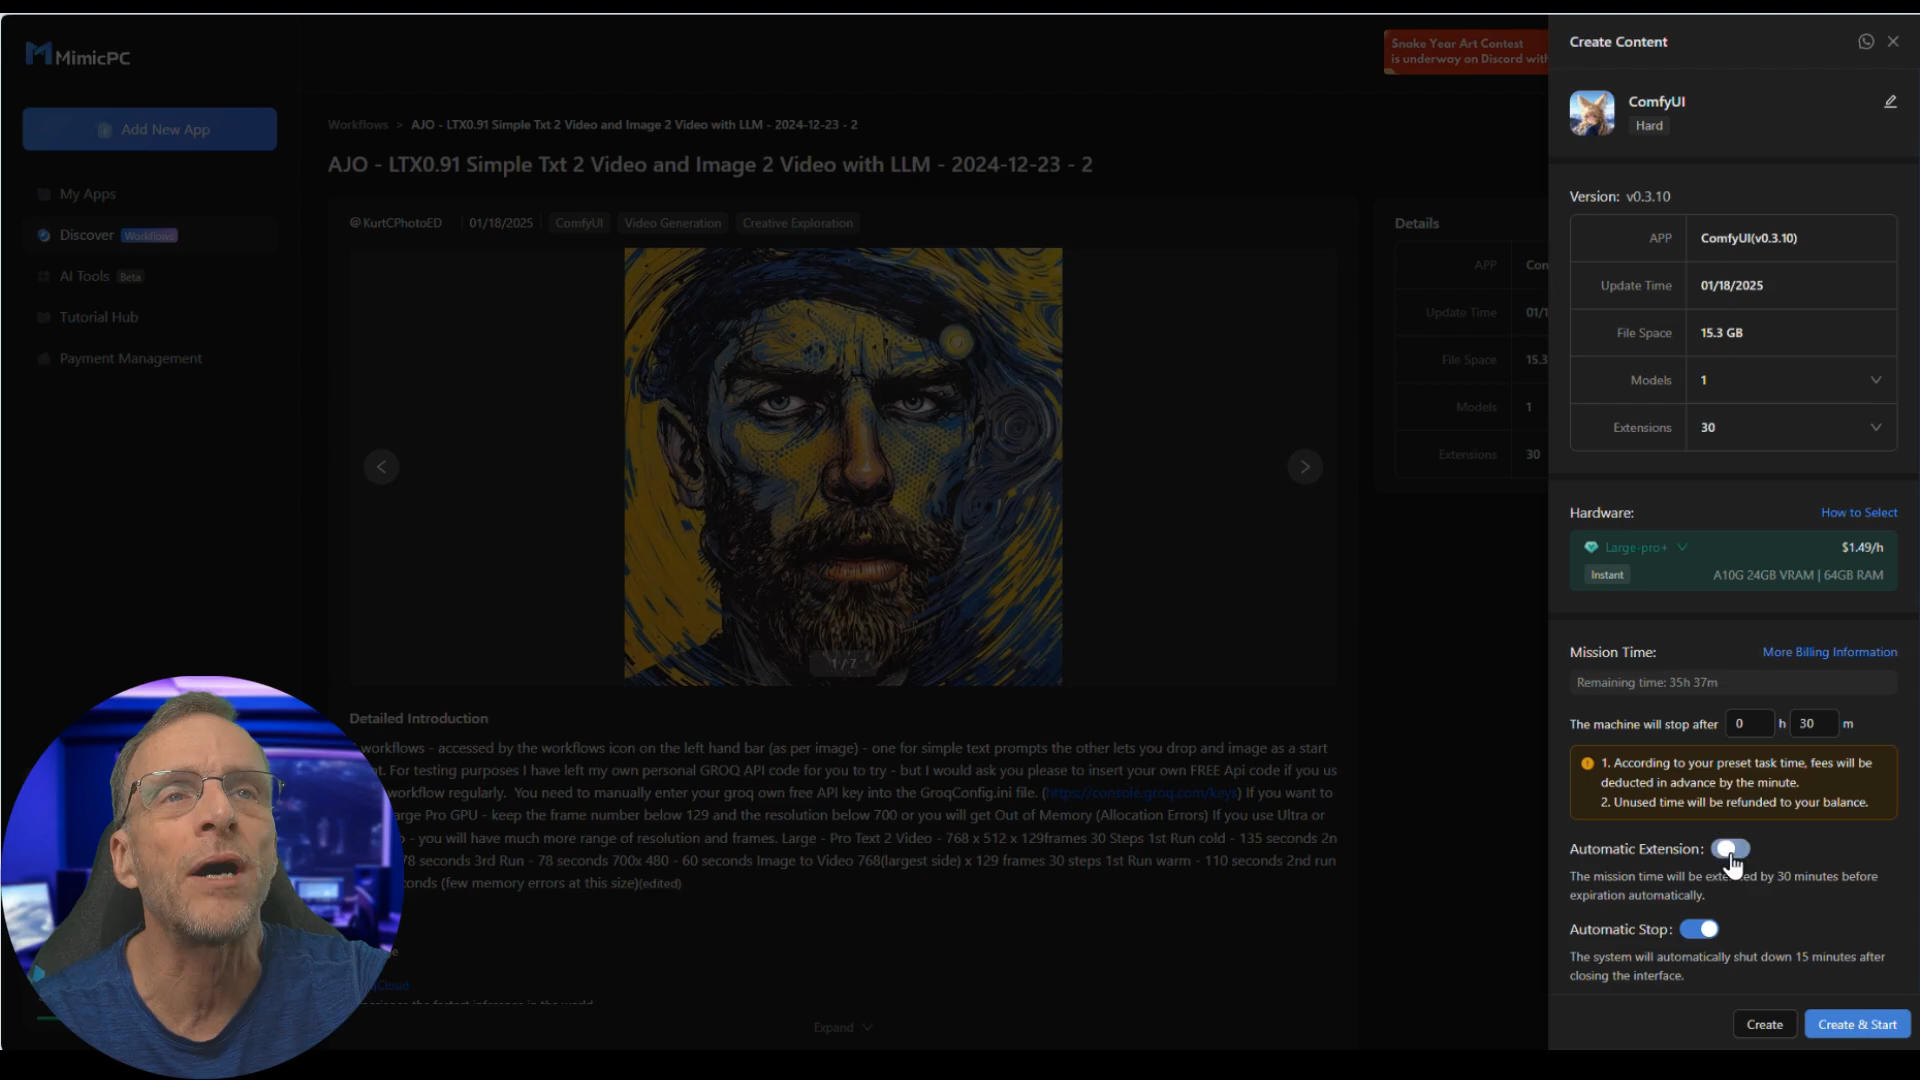 MimicPC
Snake Year Art Contest
is underway on Discord with
Add New App
My Apps
Discover Workflows
AI Tools Beta
Tutorial Hub
Payment Management
Workflows > AJO - LTX0.91 Simple Txt 2 Video and Image 2 Video with LLM - 2024-12-23 - 2
AJO - LTX0.91 Simple Txt 2 Video and Image 2 Video with LLM - 2024-12-23 - 2
@KurtCPhotoED 01/18/2025 ComfyUI Video Generation Creative Exploration
1 / 7
Detailed Introduction
workflows - accessed by the workflows icon on the left hand bar (as per image) - one for simple text prompts the other lets you drop and image as a start
For testing purposes I have left my own personal GROQ API code for you to try - but I would ask you please to insert your own FREE Api code if you us
workflow regularly. You need to manually enter your groq own free API key into the GroqConfig.ini file. (https://console.groq.com/keys) If you want to
arge Pro GPU - keep the frame number below 129 and the resolution below 700 or you will get Out of Memory (Allocation Errors) If you use Ultra or
- you will have much more range of resolution and frames. Large - Pro Text 2 Video - 768 x 512 x 129frames 30 Steps 1st Run cold - 135 seconds 2n
78 seconds 3rd Run - 78 seconds 700x 480 - 60 seconds Image to Video 768(largest side) x 129 frames 30 steps 1st Run warm - 110 seconds 2nd run
conds (few memory errors at this size)(edited)
Cloud
Expand
Details
APP Con
Update Time 01/1
File Space 15.3
Models 1
Extensions 30
Create Content
ComfyUI
Hard
Version: v0.3.10
APP ComfyUI(v0.3.10)
Update Time 01/18/2025
File Space 15.3 GB
Models 1
Extensions 30
Hardware: How to Select
Large-pro+ $1.49/h
Instant A10G 24GB VRAM | 64GB RAM
Mission Time: More Billing Information
Remaining time: 35h 37m
The machine will stop after 0 h 30 m
1. According to your preset task time, fees will be
deducted in advance by the minute.
2. Unused time will be refunded to your balance.
Automatic Extension:
The mission time will be extended by 30 minutes before
expiration automatically.
Automatic Stop:
The system will automatically shut down 15 minutes after
closing the interface.
Create Create & Start